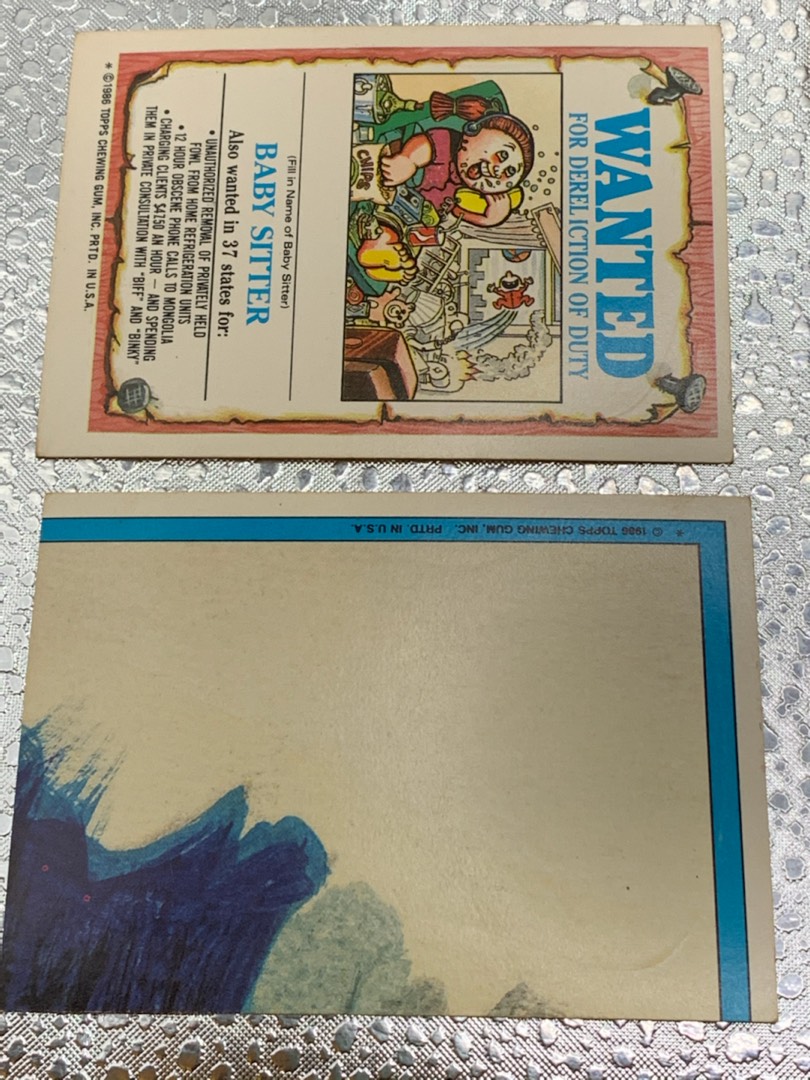 WANTED
FOR DERELICTION OF DUTY
CHIPS
(Fill in Name of Baby Sitter)
BABY SITTER
Also wanted in 37 states for:
• UNAUTHORIZED REMOVAL OF PRIVATELY HELD
FOWL FROM HOME REFRIGERATION UNITS
• 12 HOUR OBSCENE PHONE CALLS TO MONGOLIA
• CHARGING CLIENTS $47.50 AN HOUR — AND SPENDING
THEM IN PRIVATE CONSULTATION WITH "BIFF" AND "BINKY"
* © 1986 TOPPS CHEWING GUM, INC. PRTD. IN U.S.A.
* © 1986 TOPPS CHEWING GUM, INC. PRTD. IN U.S.A.